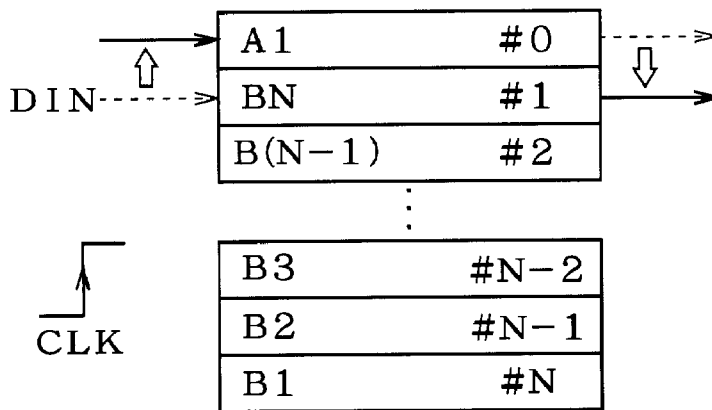 A1 #0
DIN BN #1
B(N-1) #2
B3 #N-2
B2 #N-1
CLK
B1 #N